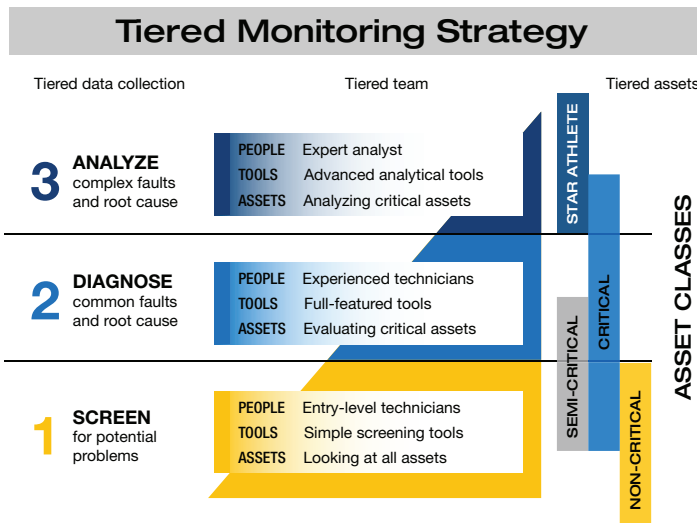 Tiered Monitoring Strategy
Tiered data collection
Tiered team
Tiered assets
3
ANALYZE
complex faults
and root cause
PEOPLE Expert analyst
TOOLS Advanced analytical tools
ASSETS Analyzing critical assets
2
DIAGNOSE
common faults
and root cause
PEOPLE Experienced technicians
TOOLS Full-featured tools
ASSETS Evaluating critical assets
1
SCREEN
for potential
problems
PEOPLE Entry-level technicians
TOOLS Simple screening tools
ASSETS Looking at all assets
STAR ATHLETE
SEMI-CRITICAL
CRITICAL
NON-CRITICAL
ASSET CLASSES